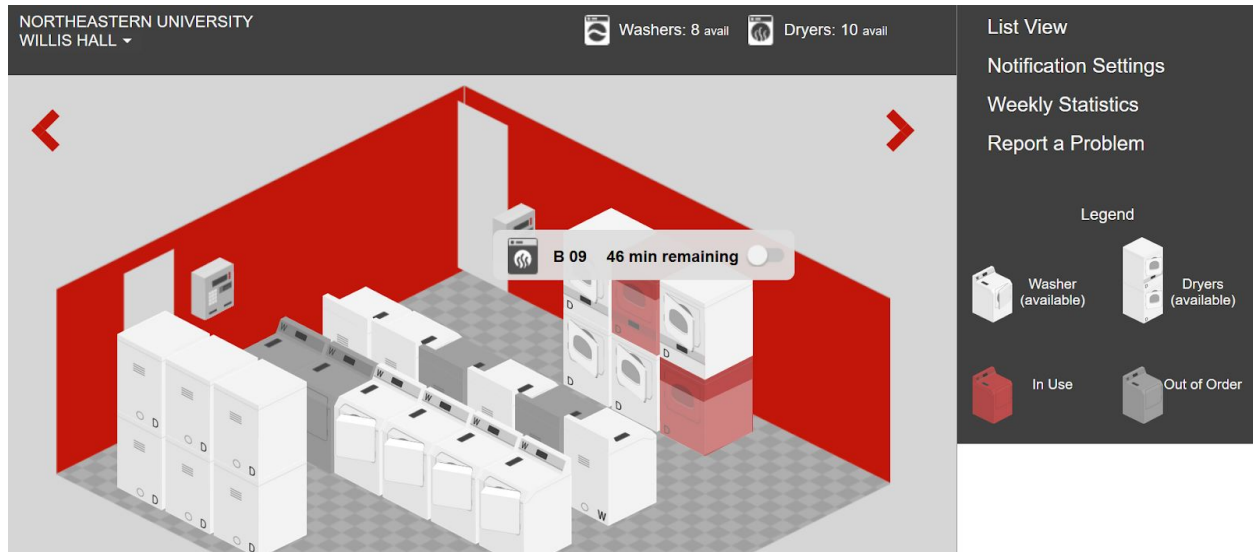 NORTHEASTERN UNIVERSITY
WILLIS HALL
Washers: 8 avail
Dryers: 10 avail
List View
Notification Settings
Weekly Statistics
Report a Problem
Legend
Washer
(available)
Dryers
(available)
In Use
Out of Order
B 09 46 min remaining
W
W
W
W
W
W
D
D
D
D
D
D
D
D
D
D
D
W